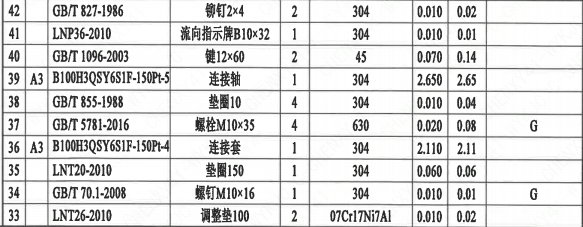 42 GB/T 827-1986 铆钉2×4 2 304 0.010 0.02
41 LNP36-2010 流向指示牌B10×32 1 304 0.010 0.01
40 GB/T 1096-2003 键12×60 2 45 0.070 0.14
39 A3 B100H3QSY6S1F-150Pt-5 连接轴 1 304 2.650 2.65
38 GB/T 855-1988 垫圈10 4 304 0.010 0.04
37 GB/T 5781-2016 螺栓M10×35 4 630 0.020 0.08 G
36 A3 B100H3QSY6S1F-150Pt-4 连接套 1 304 2.110 2.11
35 LNT20-2010 垫圈150 1 304 0.060 0.06
34 GB/T 70.1-2008 螺钉M10×16 1 304 0.010 0.01 G
33 LNT26-2010 调整垫100 2 07Cr17Ni7Al 0.010 0.02